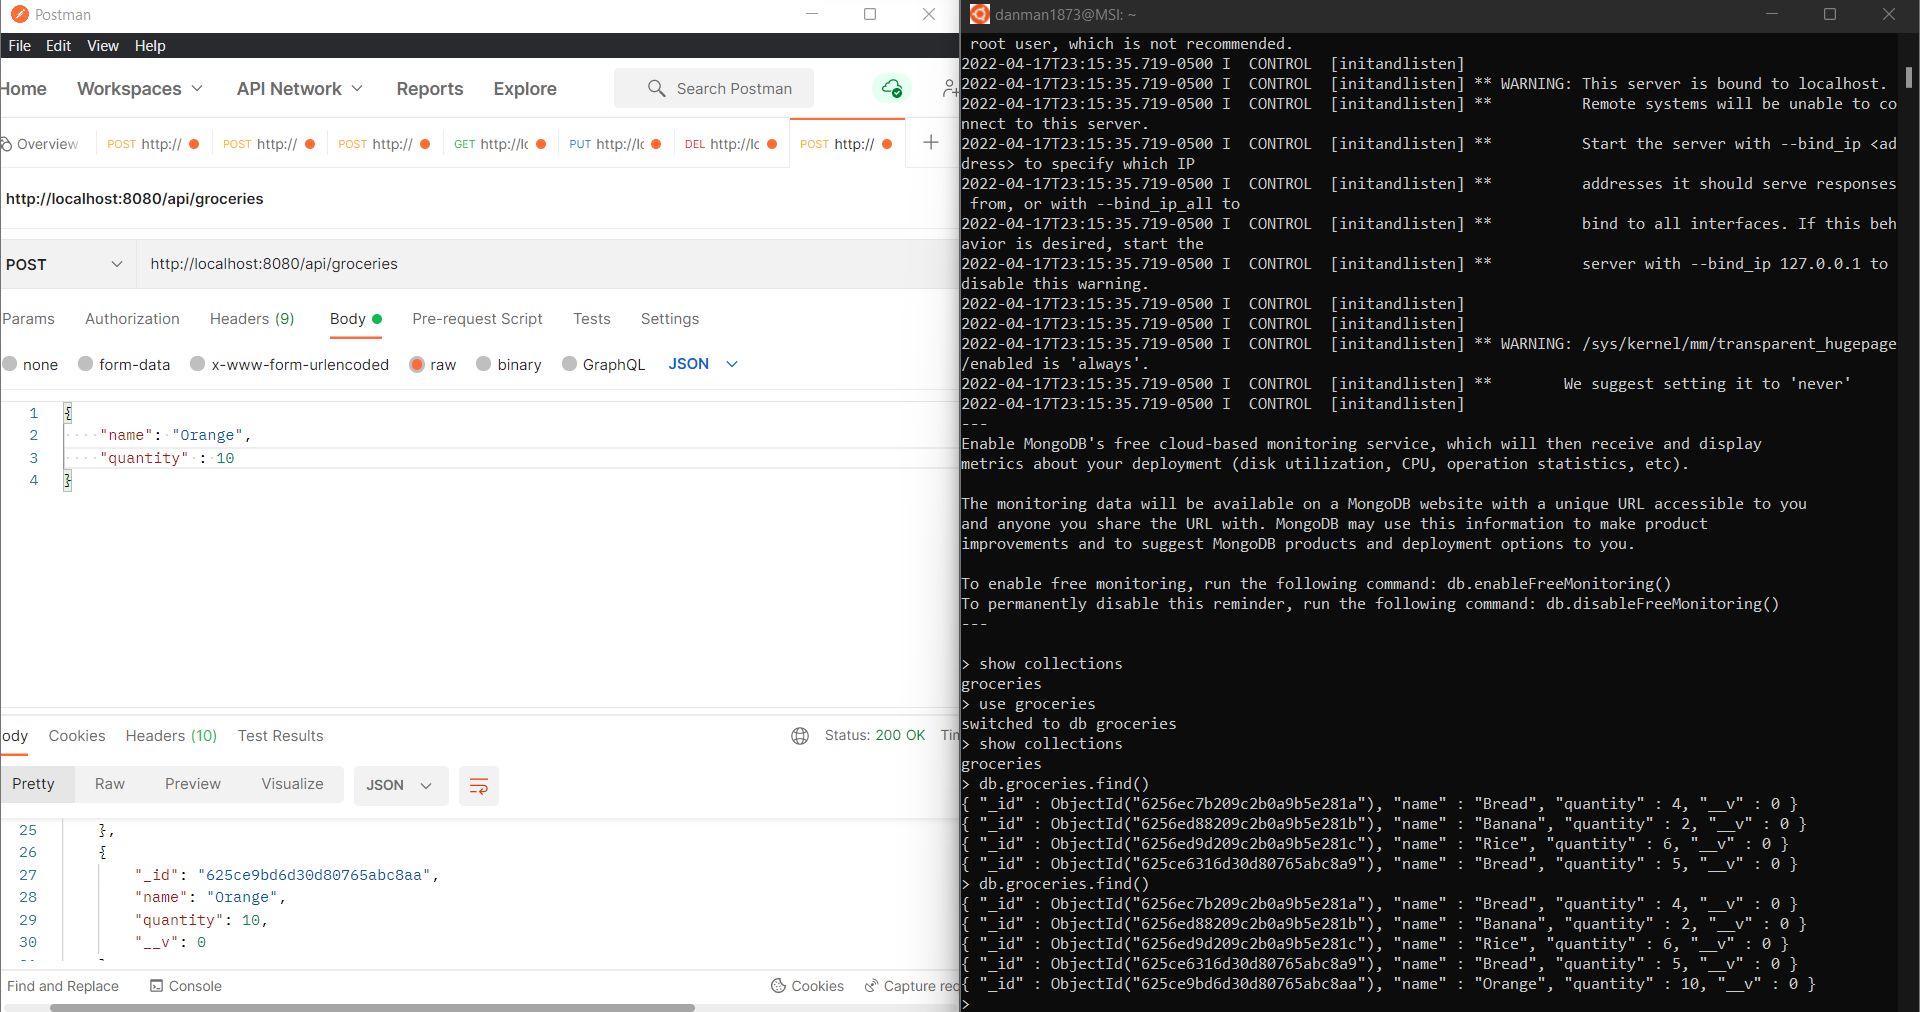 Postman
File Edit View Help
Home Workspaces API Network Reports Explore Search Postman
Overview POST http:// POST http:// POST http:// GET http://lo PUT http://lo DEL http://lo POST http:// +
http://localhost:8080/api/groceries
POST http://localhost:8080/api/groceries
Params Authorization Headers (9) Body Pre-request Script Tests Settings
none form-data x-www-form-urlencoded raw binary GraphQL JSON
1 {
2 "name": "Orange",
3 "quantity" : 10
4 }
ody Cookies Headers (10) Test Results Status: 200 OK Tin
Pretty Raw Preview Visualize JSON
25 },
26 {
27 "_id": "625ce9bd6d30d80765abc8aa",
28 "name": "Orange",
29 "quantity": 10,
30 "__v": 0
Find and Replace Console Cookies Capture req
danman1873@MSI: ~
root user, which is not recommended.
2022-04-17T23:15:35.719-0500 I  CONTROL  [initandlisten]
2022-04-17T23:15:35.719-0500 I  CONTROL  [initandlisten] ** WARNING: This server is bound to localhost.
2022-04-17T23:15:35.719-0500 I  CONTROL  [initandlisten] **          Remote systems will be unable to co
nnect to this server.
2022-04-17T23:15:35.719-0500 I  CONTROL  [initandlisten] **          Start the server with --bind_ip <ad
dress> to specify which IP
2022-04-17T23:15:35.719-0500 I  CONTROL  [initandlisten] **          addresses it should serve responses
from, or with --bind_ip_all to
2022-04-17T23:15:35.719-0500 I  CONTROL  [initandlisten] **          bind to all interfaces. If this beh
avior is desired, start the
2022-04-17T23:15:35.719-0500 I  CONTROL  [initandlisten] **          server with --bind_ip 127.0.0.1 to
disable this warning.
2022-04-17T23:15:35.719-0500 I  CONTROL  [initandlisten]
2022-04-17T23:15:35.719-0500 I  CONTROL  [initandlisten]
2022-04-17T23:15:35.719-0500 I  CONTROL  [initandlisten] ** WARNING: /sys/kernel/mm/transparent_hugepage
/enabled is 'always'.
2022-04-17T23:15:35.719-0500 I  CONTROL  [initandlisten] **        We suggest setting it to 'never'
2022-04-17T23:15:35.719-0500 I  CONTROL  [initandlisten]
---
Enable MongoDB's free cloud-based monitoring service, which will then receive and display
metrics about your deployment (disk utilization, CPU, operation statistics, etc).
The monitoring data will be available on a MongoDB website with a unique URL accessible to you
and anyone you share the URL with. MongoDB may use this information to make product
improvements and to suggest MongoDB products and deployment options to you.
To enable free monitoring, run the following command: db.enableFreeMonitoring()
To permanently disable this reminder, run the following command: db.disableFreeMonitoring()
---
> show collections
groceries
> use groceries
switched to db groceries
> show collections
groceries
> db.groceries.find()
{ "_id" : ObjectId("6256ec7b209c2b0a9b5e281a"), "name" : "Bread", "quantity" : 4, "__v" : 0 }
{ "_id" : ObjectId("6256ed88209c2b0a9b5e281b"), "name" : "Banana", "quantity" : 2, "__v" : 0 }
{ "_id" : ObjectId("6256ed9d209c2b0a9b5e281c"), "name" : "Rice", "quantity" : 6, "__v" : 0 }
{ "_id" : ObjectId("625ce6316d30d80765abc8a9"), "name" : "Bread", "quantity" : 5, "__v" : 0 }
> db.groceries.find()
{ "_id" : ObjectId("6256ec7b209c2b0a9b5e281a"), "name" : "Bread", "quantity" : 4, "__v" : 0 }
{ "_id" : ObjectId("6256ed88209c2b0a9b5e281b"), "name" : "Banana", "quantity" : 2, "__v" : 0 }
{ "_id" : ObjectId("6256ed9d209c2b0a9b5e281c"), "name" : "Rice", "quantity" : 6, "__v" : 0 }
{ "_id" : ObjectId("625ce6316d30d80765abc8a9"), "name" : "Bread", "quantity" : 5, "__v" : 0 }
{ "_id" : ObjectId("625ce9bd6d30d80765abc8aa"), "name" : "Orange", "quantity" : 10, "__v" : 0 }
>